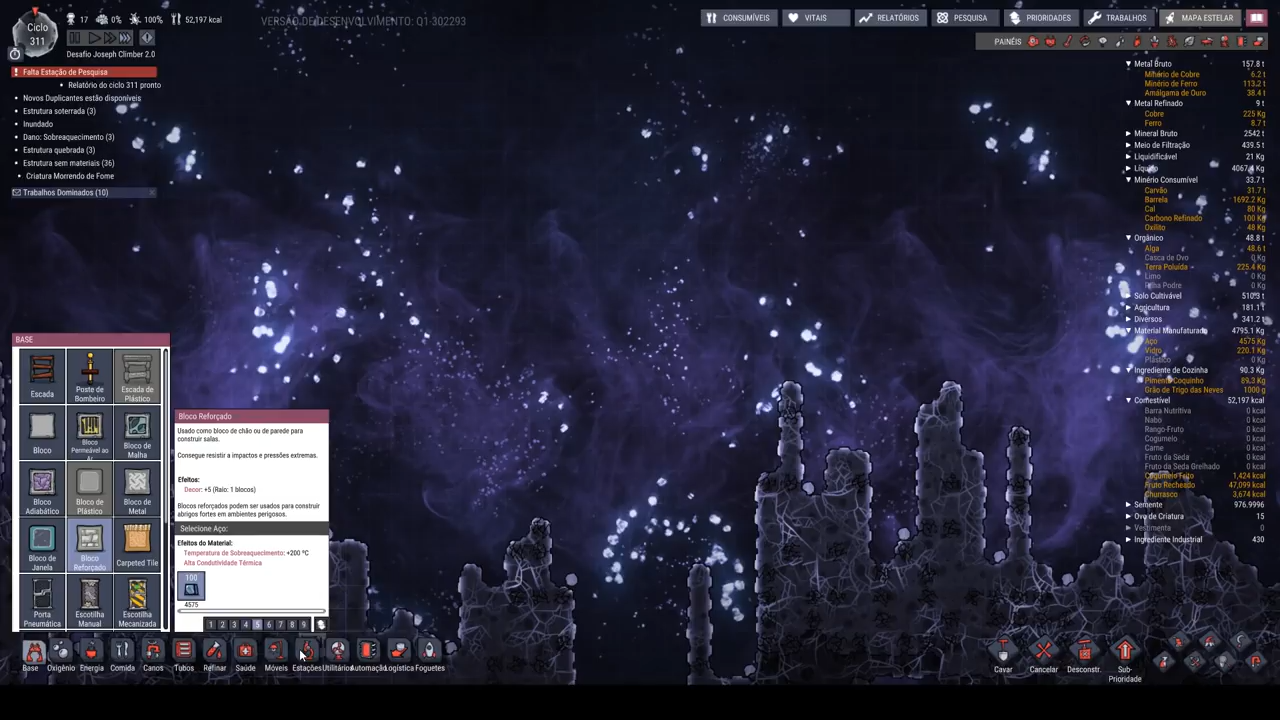 Ciclo
311
17
0%
100%
52,197 kcal
Desafio Joseph Climber 2.0
VERSÃO DE DESENVOLVIMENTO: Q1-302293
CONSUMÍVEIS
VITAIS
RELATÓRIOS
PESQUISA
PRIORIDADES
TRABALHOS
MAPA ESTELAR
PAINÉIS
Falta Estação de Pesquisa
Relatório do ciclo 311 pronto
Novos Duplicantes estão disponíveis
Estrutura soterrada (3)
Inundado
Dano: Sobreaquecimento (3)
Estrutura quebrada (3)
Estrutura sem materiais (36)
Criatura Morrendo de Fome
Trabalhos Dominados (10)
Metal Bruto 157.8 t
Minério de Cobre 6.2 t
Minério de Ferro 113.2 t
Amálgama de Ouro 38.4 t
Metal Refinado 9 t
Cobre 225 Kg
Ferro 8.7 t
Mineral Bruto 2542 t
Meio de Filtração 439.5 t
Liquidificável 21 Kg
Líquido 4067.4 Kg
Minério Consumível 33.7 t
Carvão 31.7 t
Barrela 1692.2 Kg
Cal 80 Kg
Carbono Refinado 100 Kg
Oxilito 48 Kg
Orgânico 48.8 t
Alga 48.6 t
Casca de Ovo 0 Kg
Terra Poluída 225.4 Kg
Limo 0 Kg
Pilha Podre 0 Kg
Solo Cultivável 510.3 t
Agricultura 181.1 t
Diversos 341.2 t
Material Manufaturado 4795.1 Kg
Aço 4575 Kg
Vidro 220.1 Kg
Plástico 0 Kg
Ingrediente de Cozinha 90.3 Kg
Pimenta Coquinho 89.3 Kg
Grão de Trigo das Neves 1000 g
Comestível 52,197 kcal
Barra Nutritiva 0 kcal
Nabo 0 kcal
Rango-Fruto 0 kcal
Cogumelo 0 kcal
Carne 0 kcal
Fruto da Seda 0 kcal
Fruto da Seda Grelhado 0 kcal
Cogumelo Frito 1,424 kcal
Fruto Recheado 47,099 kcal
Churrasco 3,674 kcal
Semente 976.9996
Ovo de Criatura 15
Vestimenta 0
Ingrediente Industrial 430
BASE
Escada
Poste de Bombeiro
Escada de Plástico
Bloco
Bloco Permeável ao Ar
Bloco de Malha
Bloco Adiabático
Bloco de Plástico
Bloco de Metal
Bloco de Janela
Bloco Reforçado
Carpeted Tile
Porta Pneumática
Escotilha Manual
Escotilha Mecanizada
Bloco Reforçado
Usado como bloco de chão ou de parede para
construir salas.
Consegue resistir a impactos e pressões extremas.
Efeitos:
Decor: +5 (Raio: 1 blocos)
Blocos reforçados podem ser usados para construir
abrigos fortes em ambientes perigosos.
Selecione Aço:
Efeitos do Material:
Temperatura de Sobreaquecimento: +200 ºC
Alta Condutividade Térmica
100
4575
1 2 3 4 5 6 7 8 9
Base
Oxigênio
Energia
Comida
Canos
Tubos
Refinar
Saúde
Móveis
Estações
Utilitários
Automação
Logística
Foguetes
Cavar
Cancelar
Desconstr.
Sub-
Prioridade